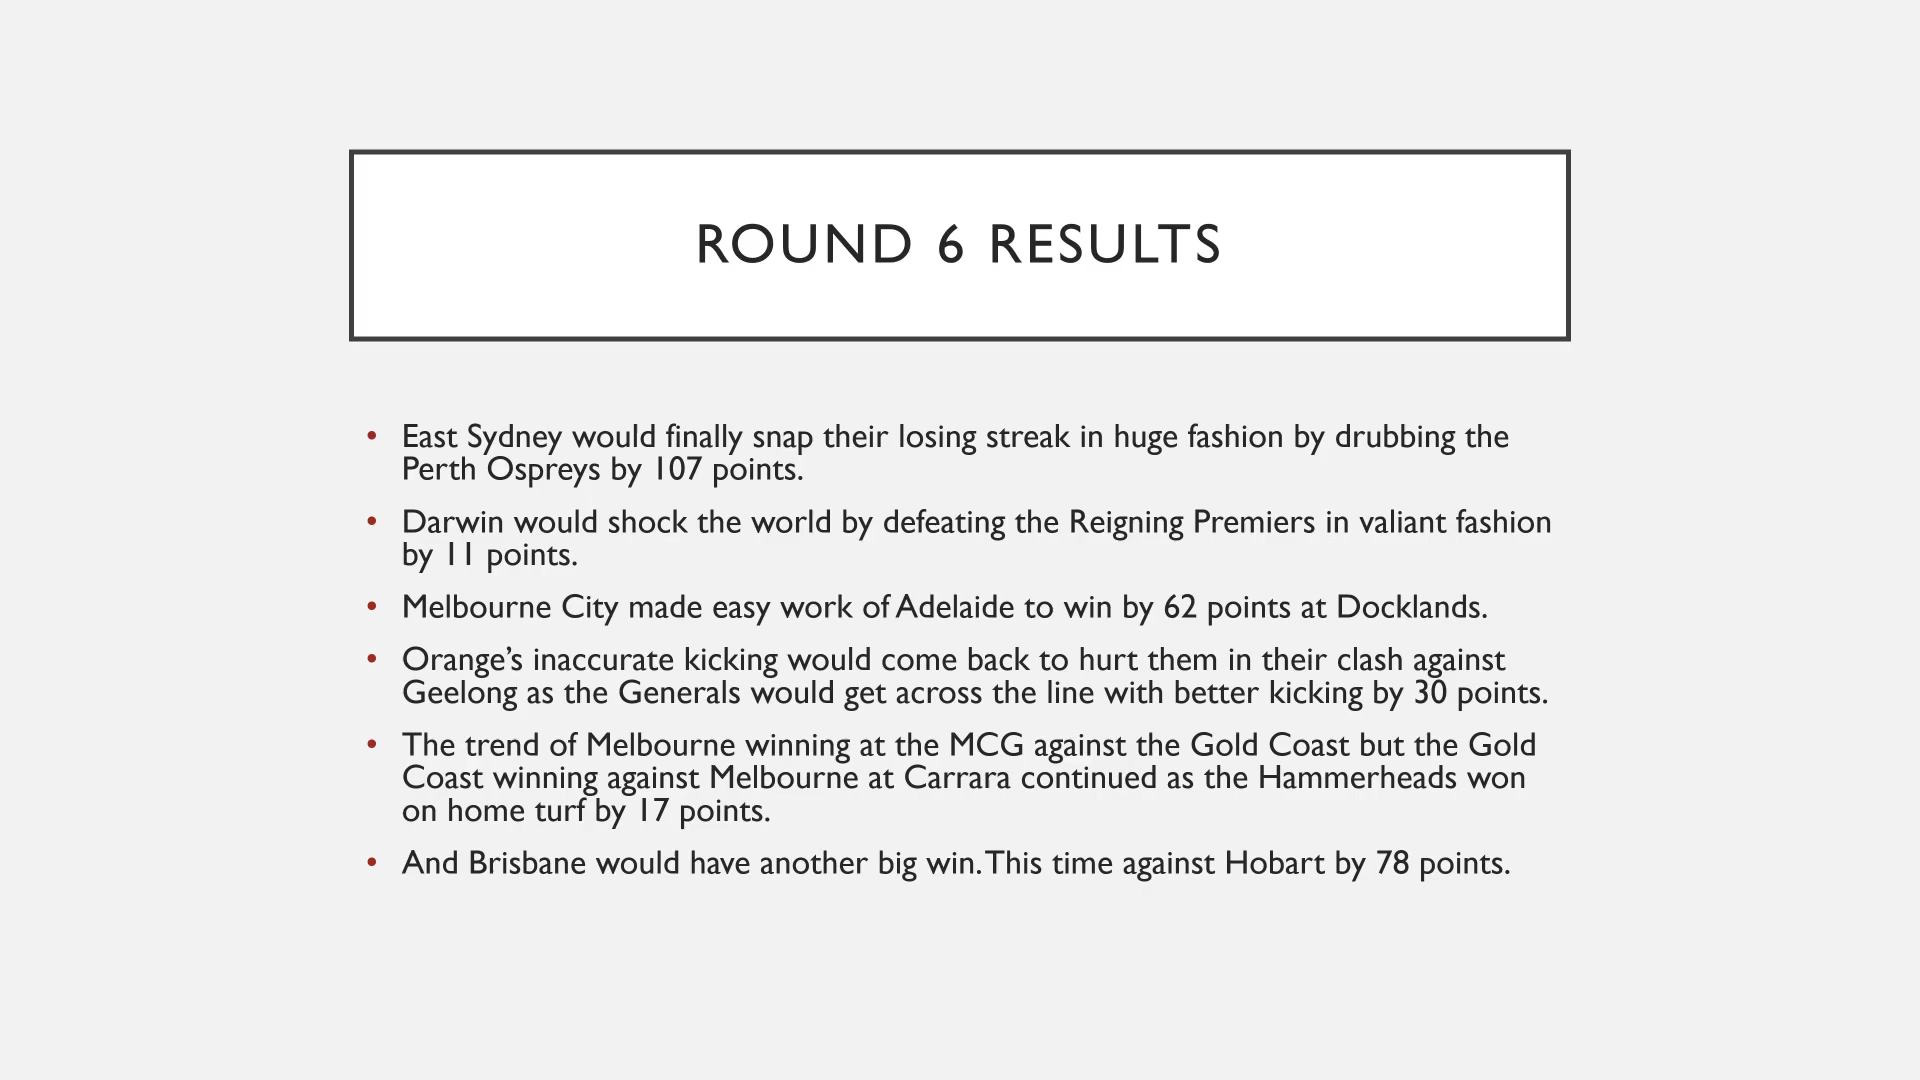 ROUND 6 RESULTS
• East Sydney would finally snap their losing streak in huge fashion by drubbing the
Perth Ospreys by 107 points.
• Darwin would shock the world by defeating the Reigning Premiers in valiant fashion
by 11 points.
• Melbourne City made easy work of Adelaide to win by 62 points at Docklands.
• Orange’s inaccurate kicking would come back to hurt them in their clash against
Geelong as the Generals would get across the line with better kicking by 30 points.
• The trend of Melbourne winning at the MCG against the Gold Coast but the Gold
Coast winning against Melbourne at Carrara continued as the Hammerheads won
on home turf by 17 points.
• And Brisbane would have another big win. This time against Hobart by 78 points.